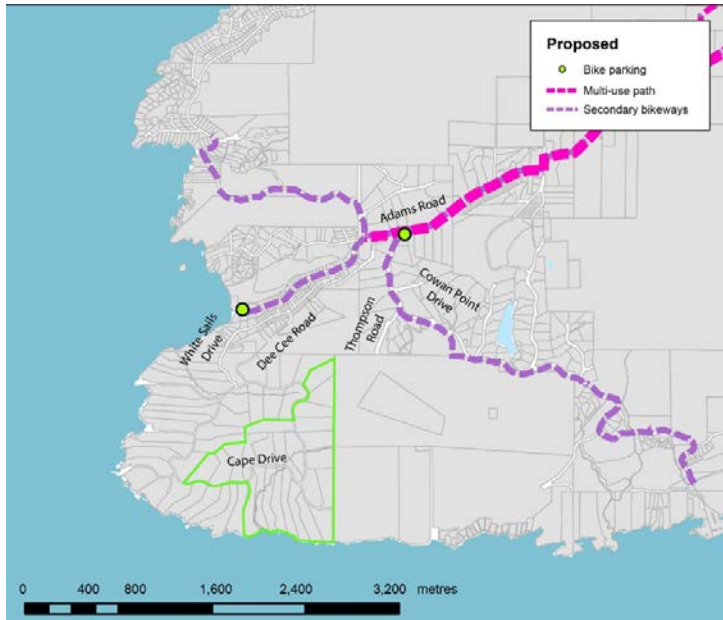 Proposed
Bike parking
Multi-use path
Secondary bikeways
Adams Road
Cowan Point
Drive
Thompson
Road
White Sails
Drive
Dee Cee Road
Cape Drive
0 400 800 1,600 2,400 3,200 metres